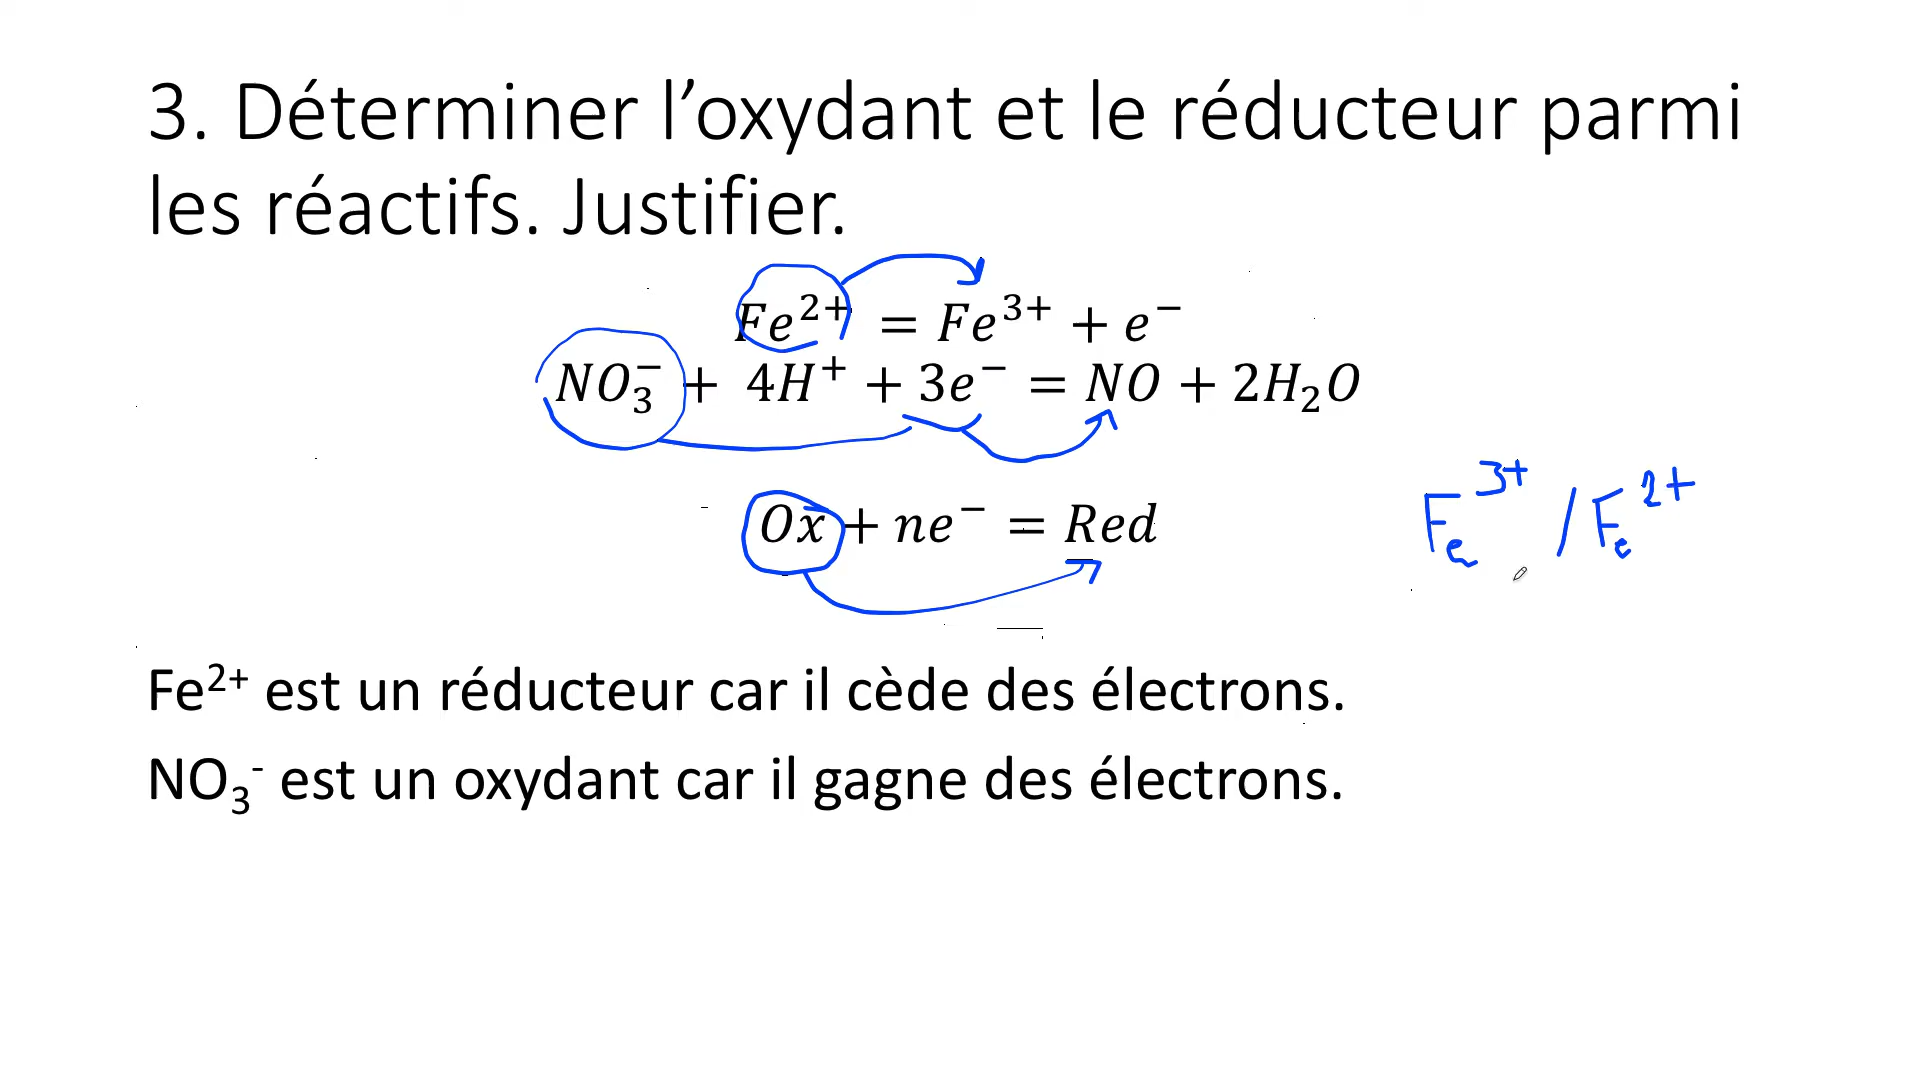 3. Déterminer l’oxydant et le réducteur parmi
les réactifs. Justifier.
Fe²⁺ = Fe³⁺ + e⁻
NO₃⁻ + 4H⁺ + 3e⁻ = NO + 2H₂O
Ox + ne⁻ = Red
Fe³⁺ / Fe²⁺
Fe²⁺ est un réducteur car il cède des électrons.
NO₃⁻ est un oxydant car il gagne des électrons.